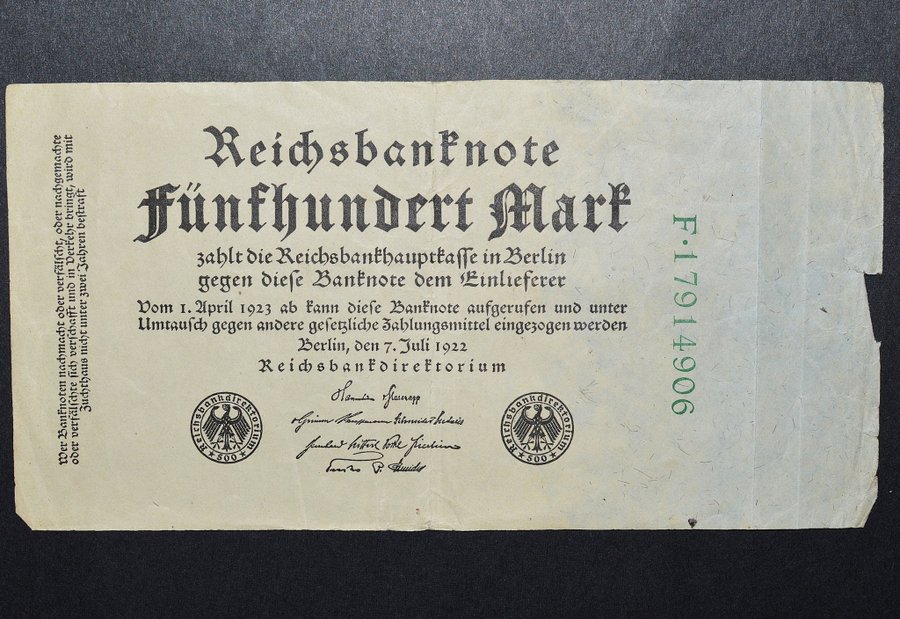 Wer Banknoten nachmacht oder verfälscht, oder nachgemachte
oder verfälschte sich verschafft und in Verkehr bringt, wird mit
Zuchthaus nicht unter zwei Jahren bestraft
Reichsbanknote
Fünfhundert Mark
zahlt die Reichsbankhauptkasse in Berlin
gegen diese Banknote dem Einlieferer
Vom 1. April 1923 ab kann diese Banknote aufgerufen und unter
Umtausch gegen andere gesetzliche Zahlungsmittel eingezogen werden
Berlin, den 7. Juli 1922
Reichsbankdirektorium
Reichsbankdirektorium
500
Reichsbankdirektorium
500
F·17914906